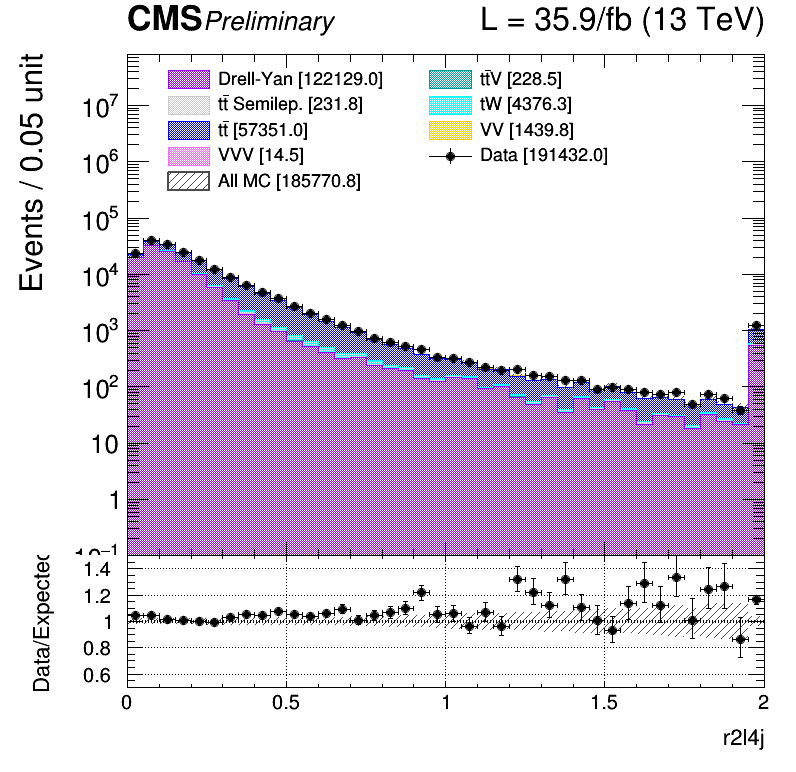 CMS Preliminary L = 35.9/fb (13 TeV)
Events / 0.05 unit
Drell-Yan [122129.0]
tt̄ Semilep. [231.8]
tt̄ [57351.0]
VVV [14.5]
All MC [185770.8]
tt̄V [228.5]
tW [4376.3]
VV [1439.8]
Data [191432.0]
10⁷
10⁶
10⁵
10⁴
10³
10²
10
1
10⁻¹
Data/Expected
1.4
1.2
1
0.8
0.6
0 0.5 1 1.5 2
r2l4j